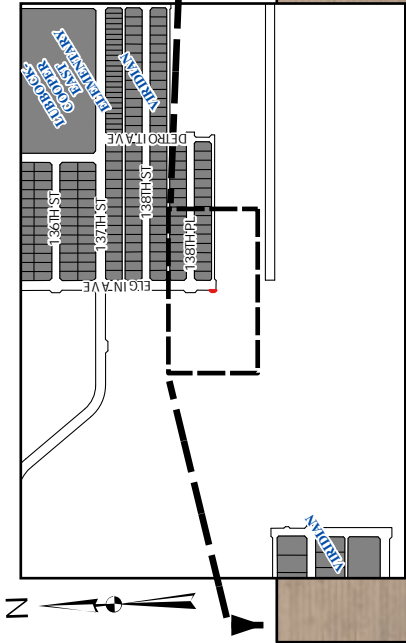 LUBBOCK-
COOPER
EAST
ELEMENTARY
VIRIDIAN
DETROIT AVE
136TH ST
137TH ST
138TH ST
138TH PL
ELGIN AVE
VIRIDIAN
N